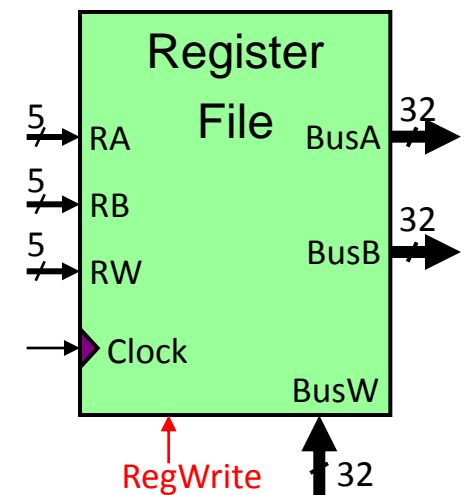 Register
File
5
RA
5
RB
5
RW
Clock
32
BusA
32
BusB
BusW
RegWrite
32